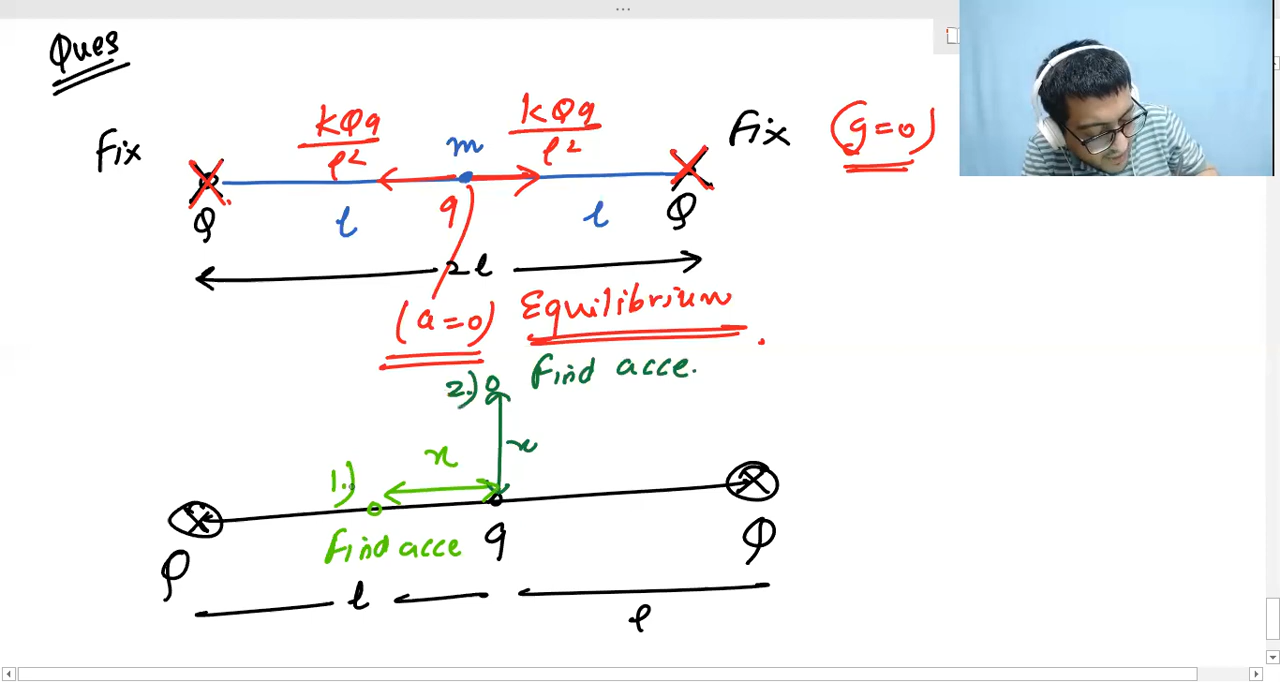 Ques
kQq/l² m kQq/l² Fix (g=0)
Fix
Q l q l Q
2l
(a=0) Equilibrium.
2.) Find acce.
x
1.) x
Q Find acce q Q
l l